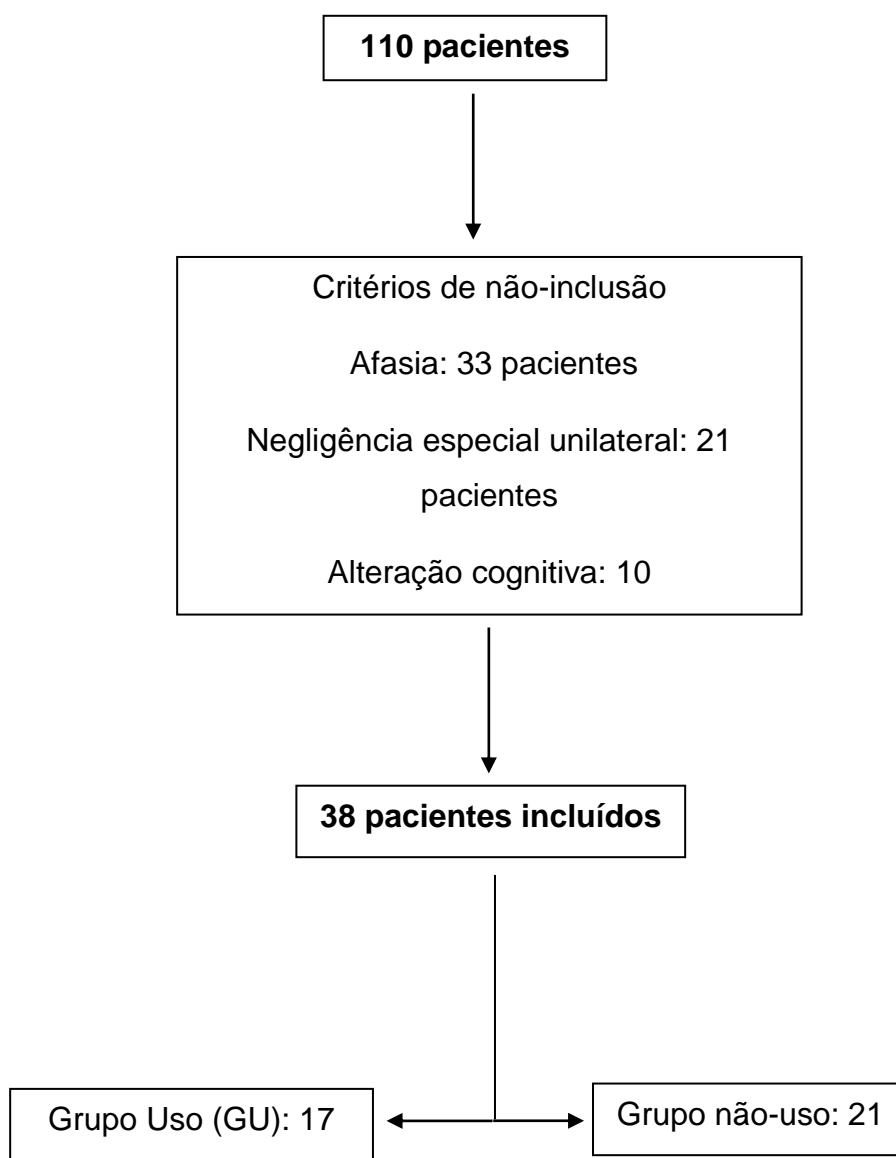 110 pacientes
Critérios de não-inclusão
Afasia: 33 pacientes
Negligência especial unilateral: 21
pacientes
Alteração cognitiva: 10
38 pacientes incluídos
Grupo Uso (GU): 17
Grupo não-uso: 21